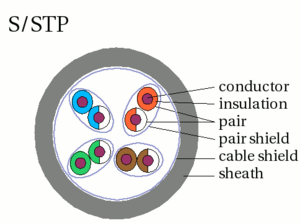 S/STP
conductor
insulation
pair
pair shield
cable shield
sheath